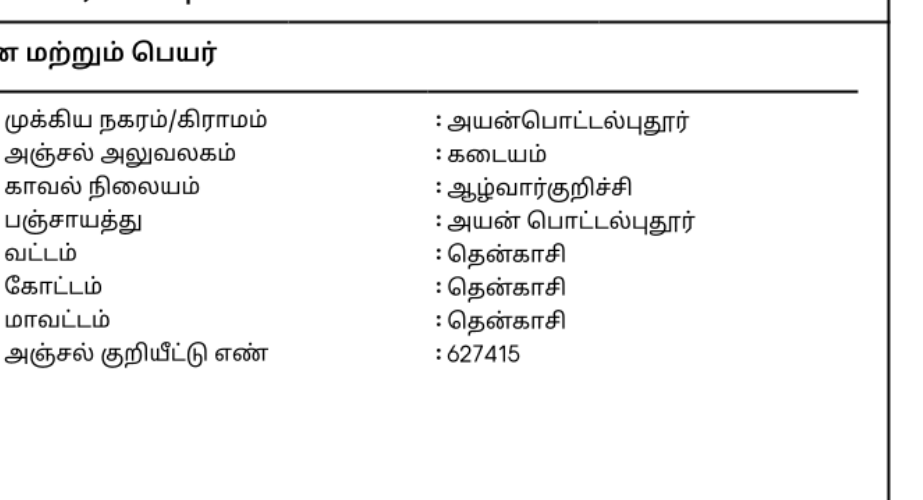 மற்றும் பெயர்
முக்கிய நகரம்/கிராமம் : அயன்பொட்டல்புதூர்
அஞ்சல் அலுவலகம் : கடையம்
காவல் நிலையம் : ஆழ்வார்குறிச்சி
பஞ்சாயத்து : அயன் பொட்டல்புதூர்
வட்டம் : தென்காசி
கோட்டம் : தென்காசி
மாவட்டம் : தென்காசி
அஞ்சல் குறியீட்டு எண் : 627415